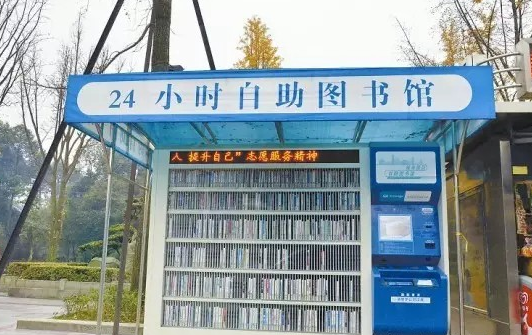 24 小时自助图书馆
人 提升自己”志愿服务精神